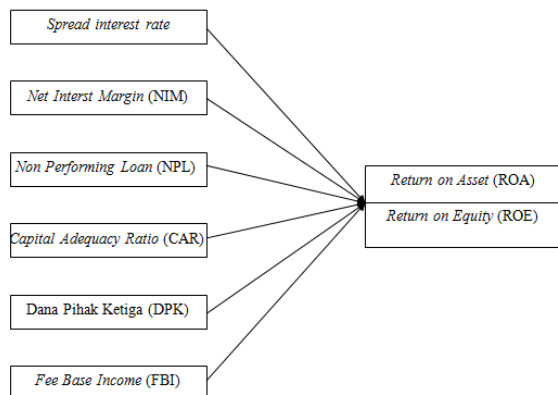 Spread interest rate
Net Interst Margin (NIM)
Non Performing Loan (NPL)
Capital Adequacy Ratio (CAR)
Dana Pihak Ketiga (DPK)
Fee Base Income (FBI)
Return on Asset (ROA)
Return on Equity (ROE)